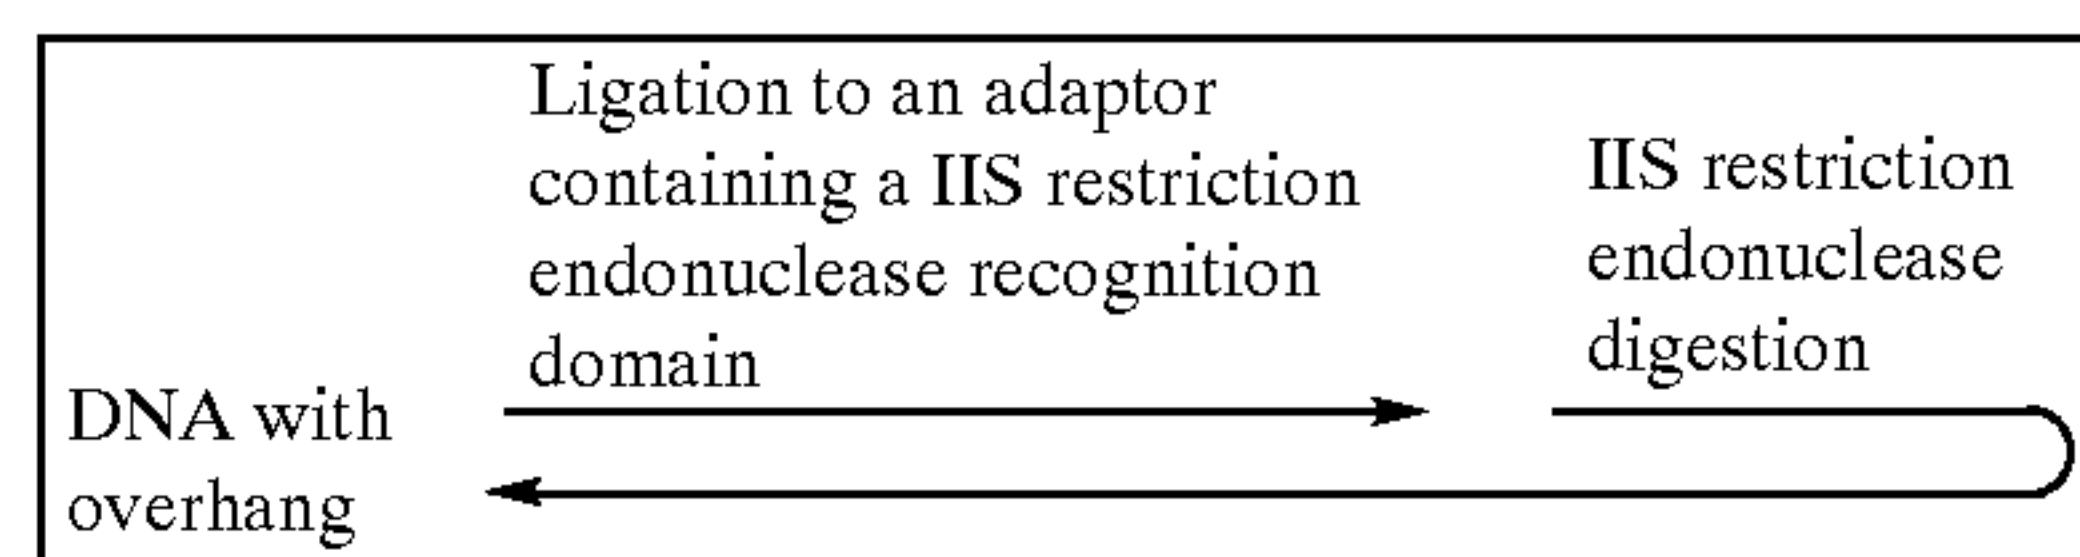 Ligation to an adaptor
containing a IIS restriction
endonuclease recognition
domain
IIS restriction
endonuclease
digestion
DNA with
overhang